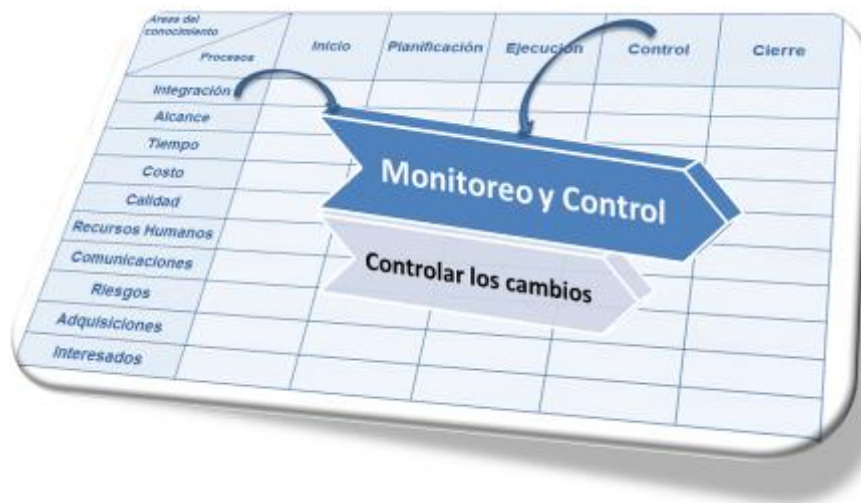 Áreas del
conocimiento
Procesos
Inicio
Planificación
Ejecución
Control
Cierre
Integración
Alcance
Tiempo
Costo
Calidad
Recursos Humanos
Comunicaciones
Riesgos
Adquisiciones
Interesados
Monitoreo y Control
Controlar los cambios